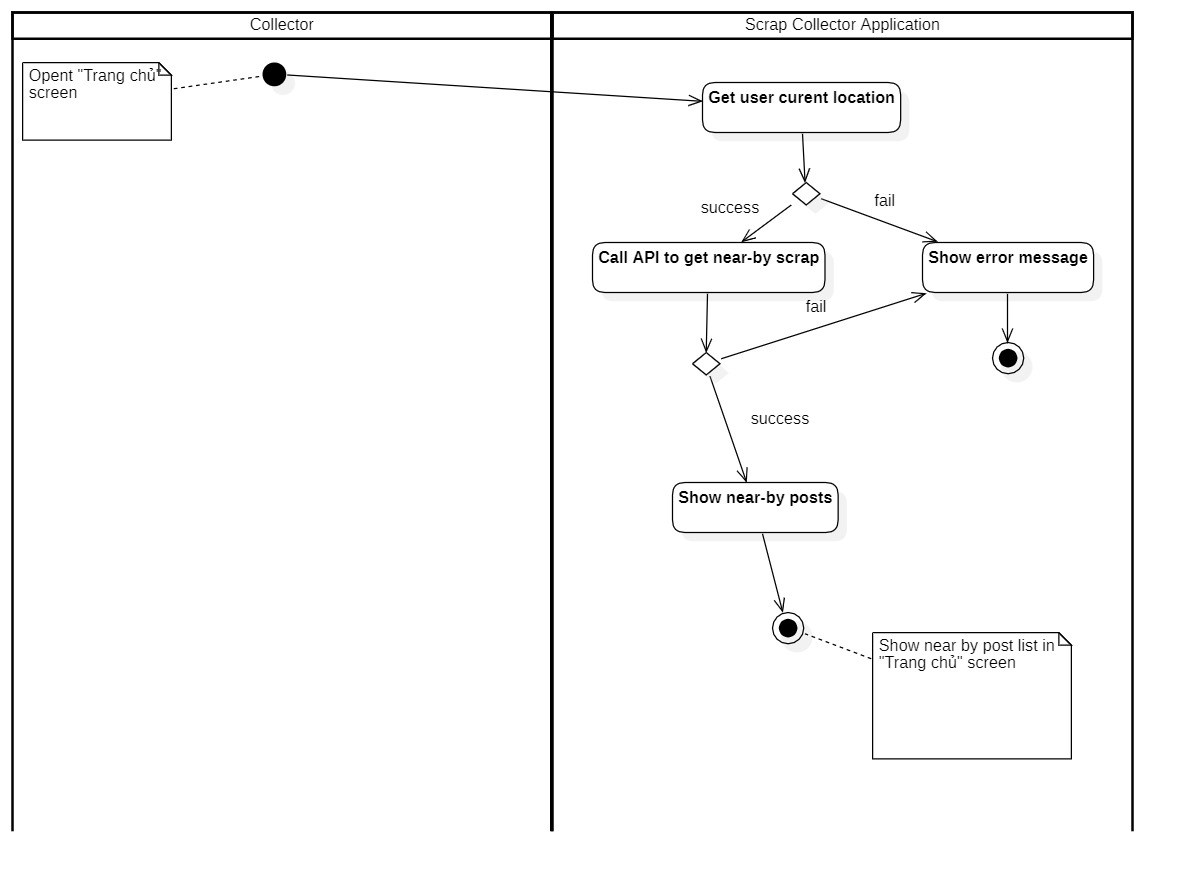 Collector
Scrap Collector Application
Opent "Trang chủ"
screen
Get user curent location
success
fail
Call API to get near-by scrap
Show error message
fail
success
Show near-by posts
Show near by post list in
"Trang chủ" screen